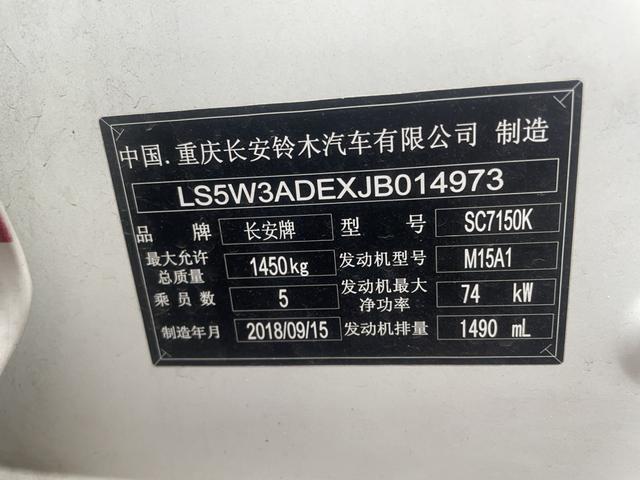 中国.重庆长安铃木汽车有限公司 制造
LS5W3ADEXJB014973
品牌 长安牌 型号 SC7150K
最大允许总质量 1450kg 发动机型号 M15A1
乘员数 5 发动机最大净功率 74 kW
制造年月 2018/09/15 发动机排量 1490 mL